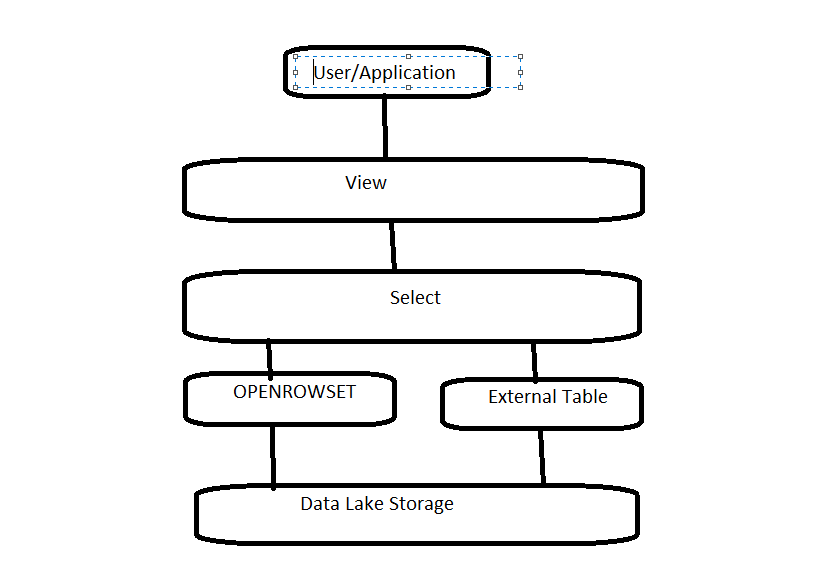 User/Application
View
Select
OPENROWSET
External Table
Data Lake Storage